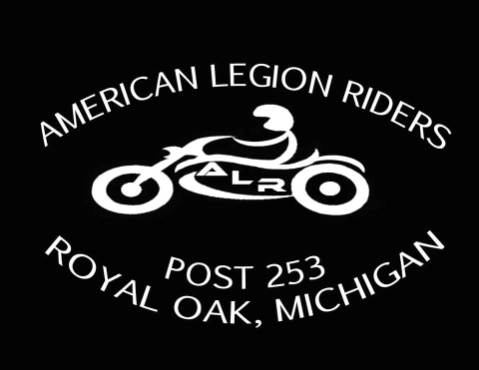 AMERICAN LEGION RIDERS
ALR
POST 253
ROYAL OAK, MICHIGAN